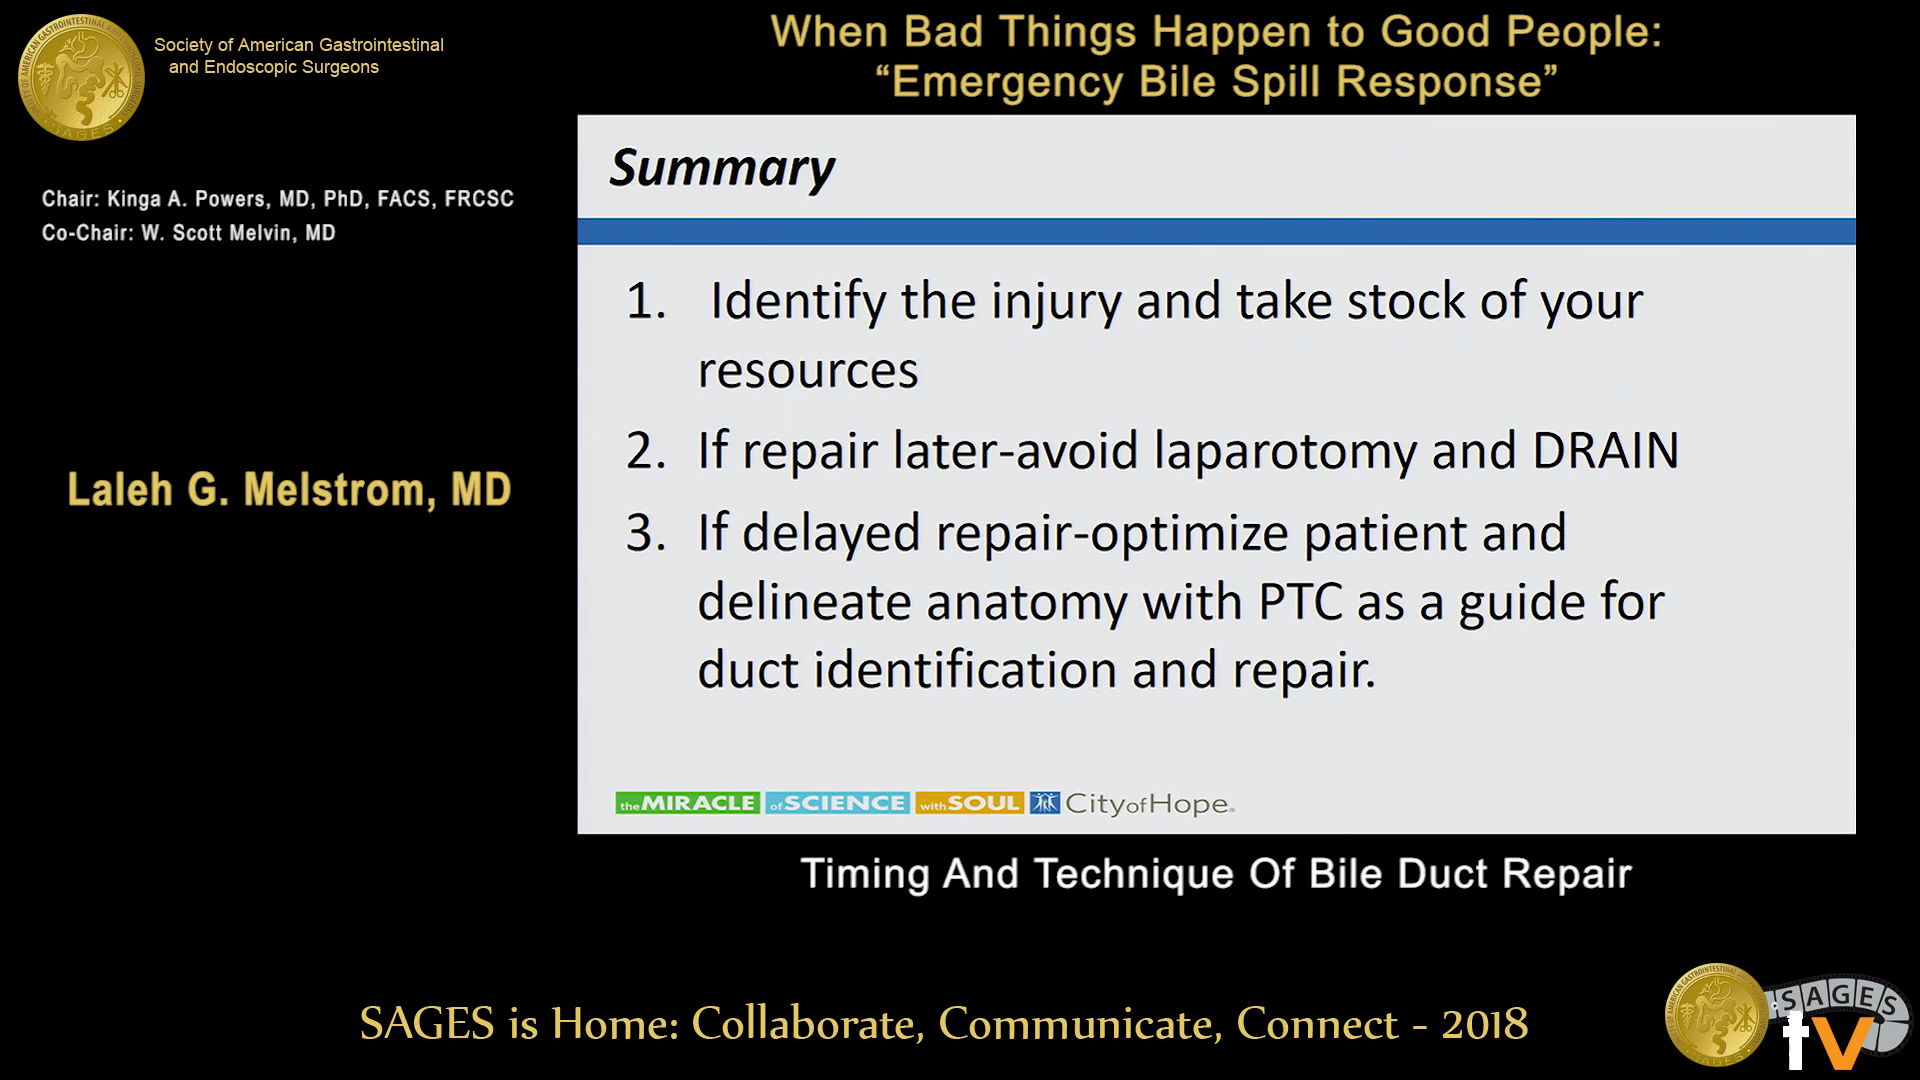 Society of American Gastrointestinal
and Endoscopic Surgeons
When Bad Things Happen to Good People:
“Emergency Bile Spill Response”
Chair: Kinga A. Powers, MD, PhD, FACS, FRCSC
Co-Chair: W. Scott Melvin, MD
Laleh G. Melstrom, MD
Summary
1. Identify the injury and take stock of your
resources
2. If repair later-avoid laparotomy and DRAIN
3. If delayed repair-optimize patient and
delineate anatomy with PTC as a guide for
duct identification and repair.
the MIRACLE of SCIENCE with SOUL City of Hope
Timing And Technique Of Bile Duct Repair
SAGES is Home: Collaborate, Communicate, Connect - 2018
SAGES
tv